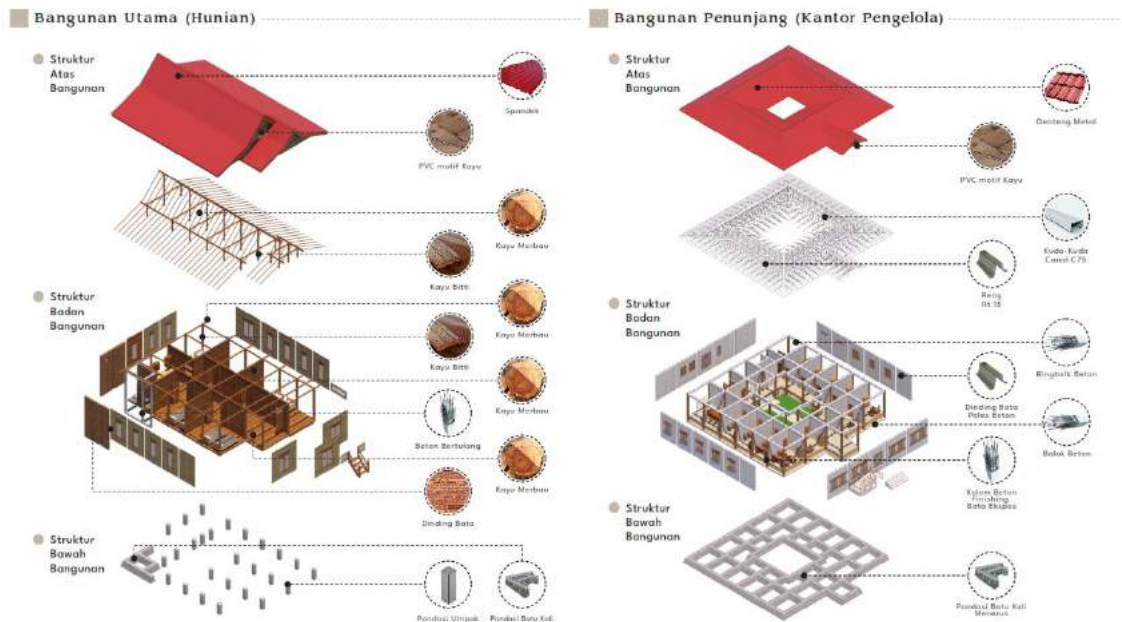 Bangunan Utama (Hunian)
Struktur
Atas
Bangunan
Spandek
PVC motif Kayu
Kayu Merbau
Kayu Bitti
Struktur
Badan
Bangunan
Kayu Merbau
Kayu Bitti
Kayu Merbau
Beton Bertulang
Kayu Merbau
Dinding Bata
Struktur
Bawah
Bangunan
Pondasi Umpak
Pondasi Batu Kali
Bangunan Penunjang (Kantor Pengelola)
Struktur
Atas
Bangunan
Genteng Metal
PVC motif Kayu
Kuda-Kuda
Canal C75
Reng
Struktur
Badan
Bangunan
Ringbalk Beton
Dinding Bata
Poles Beton
Balok Beton
Kolom Beton
Finishing
Bata Ekspos
Struktur
Bawah
Bangunan
Pondasi Batu Kali
Menerus